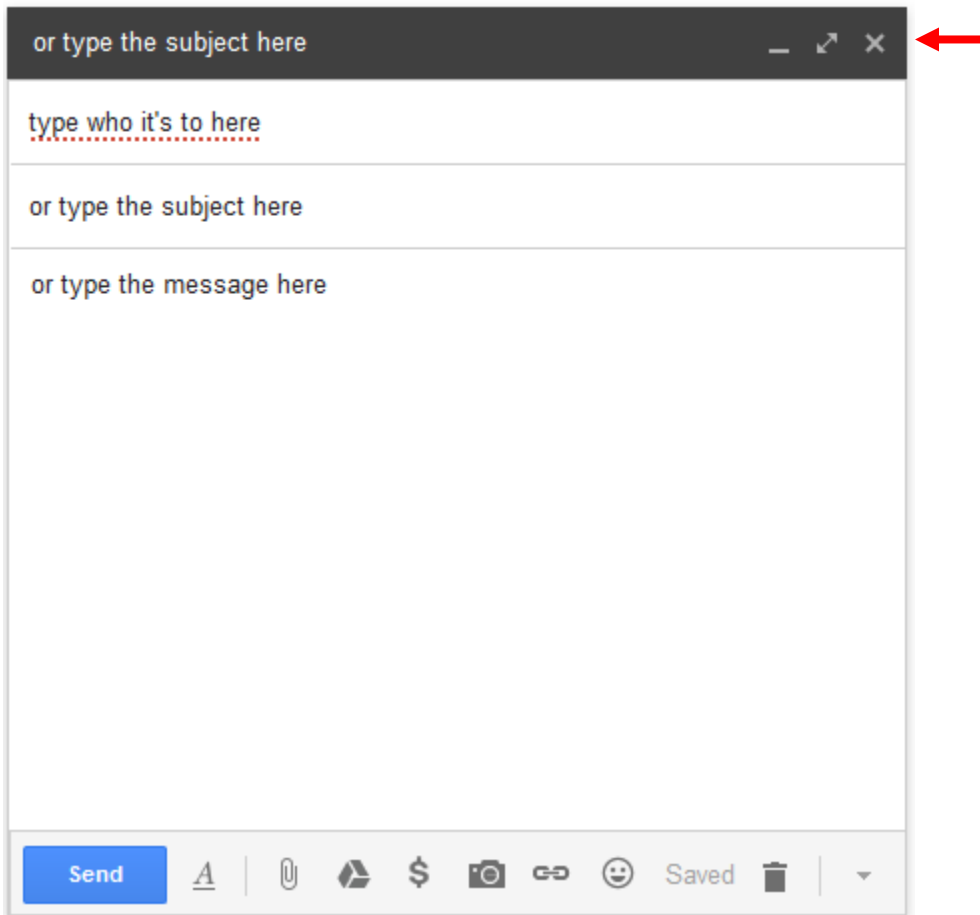 or type the subject here
type who it's to here
or type the subject here
or type the message here
Send A $ Saved